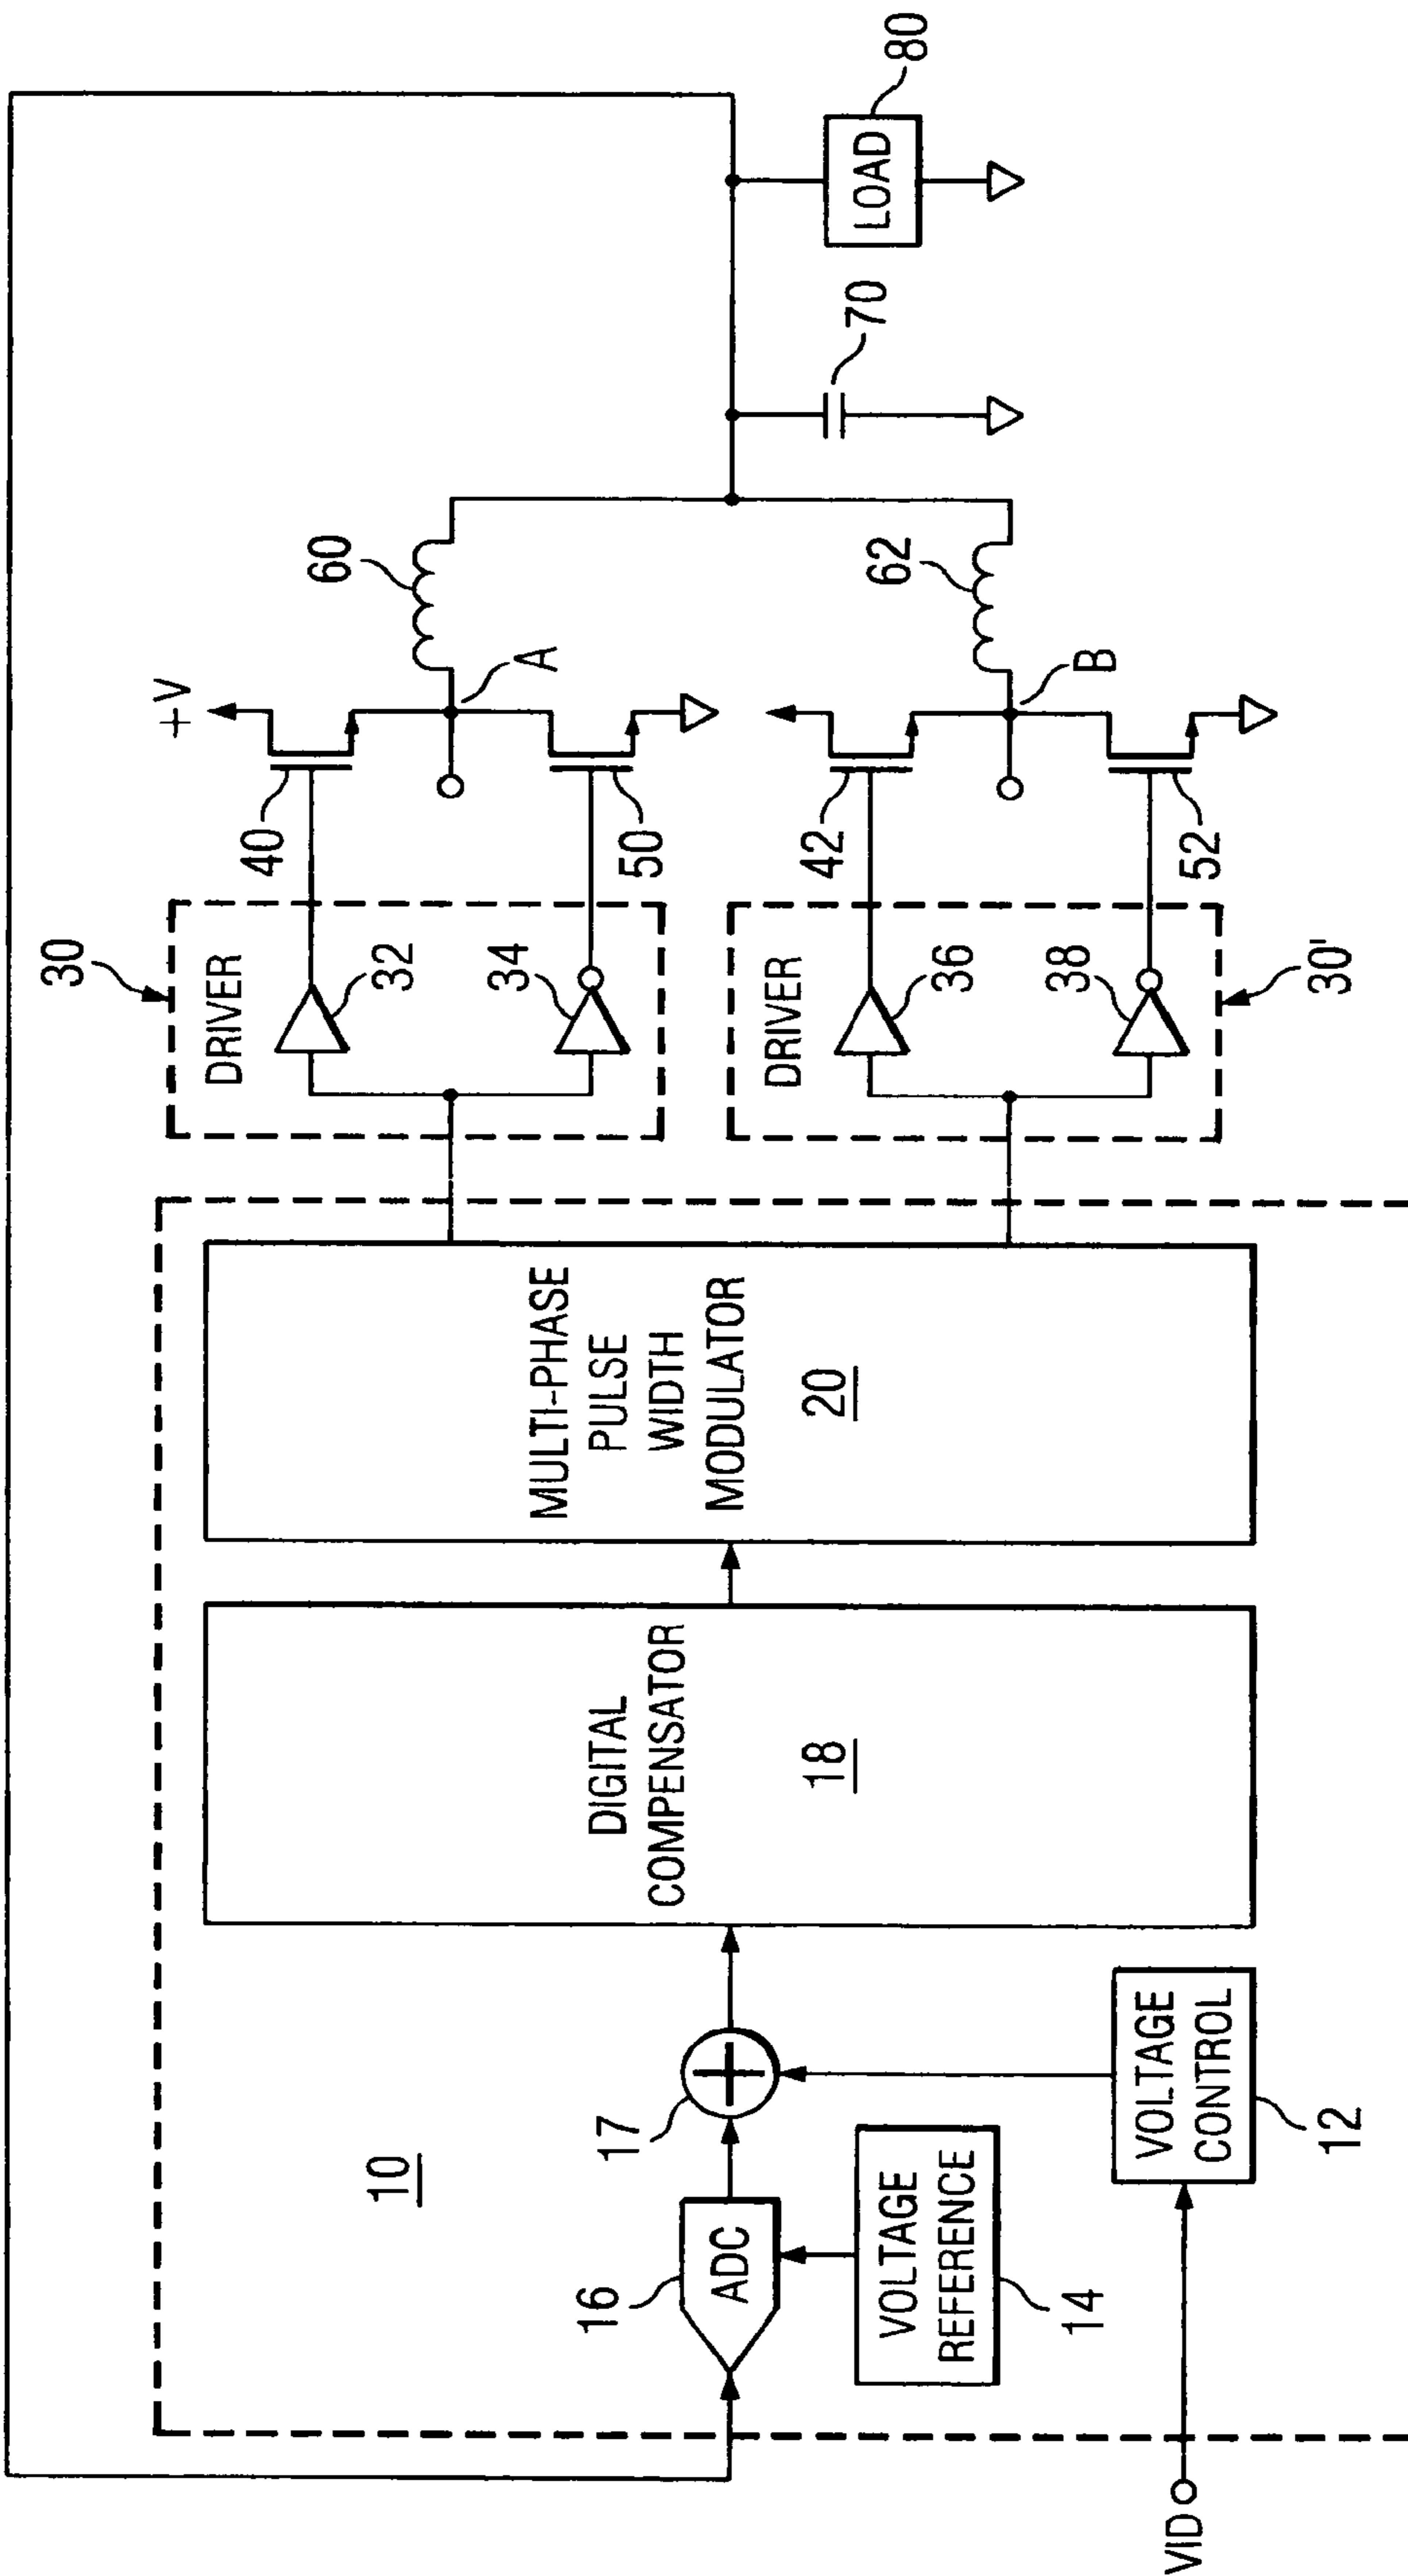 30
DRIVER
32
34
40
+V
50
A
60
DRIVER
36
38
30'
42
52
B
62
70
LOAD
80
10
16
ADC
17
VOLTAGE
REFERENCE
14
VID
VOLTAGE
CONTROL
12
DIGITAL
COMPENSATOR
18
MULTI-PHASE
PULSE
WIDTH
MODULATOR
20